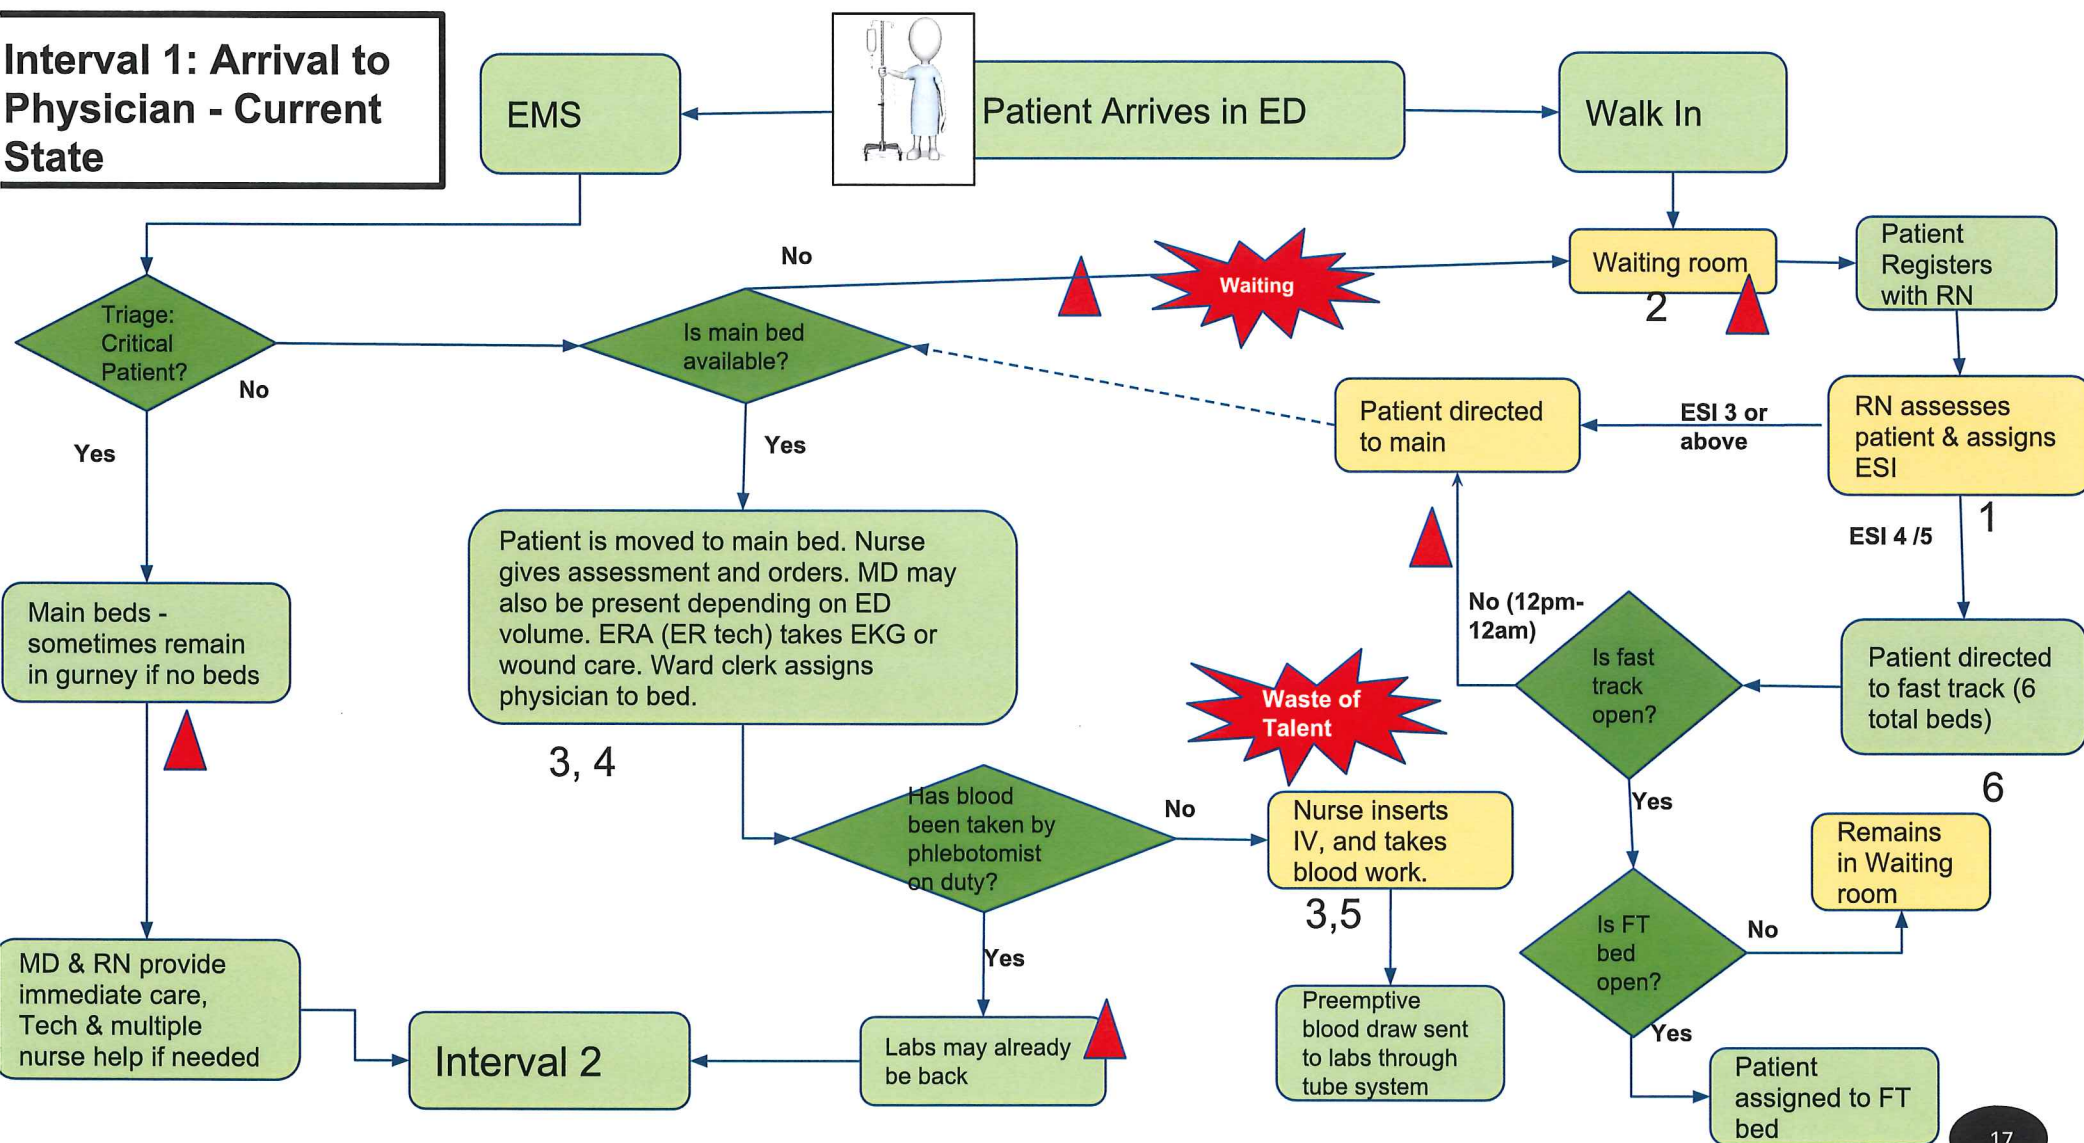 Interval 1: Arrival to
Physician - Current
State
EMS
Patient Arrives in ED
Walk In
No
Waiting
Waiting room
2
Patient
Registers
with RN
Triage:
Critical
Patient?
No
Yes
Is main bed
available?
Yes
Patient directed
to main
ESI 3 or
above
RN assesses
patient & assigns
ESI
1
ESI 4 /5
Main beds -
sometimes remain
in gurney if no beds
Patient is moved to main bed. Nurse
gives assessment and orders. MD may
also be present depending on ED
volume. ERA (ER tech) takes EKG or
wound care. Ward clerk assigns
physician to bed.
3, 4
No (12pm-
12am)
Is fast
track
open?
Patient directed
to fast track (6
total beds)
6
Waste of
Talent
Yes
Has blood
been taken by
phlebotomist
on duty?
No
Nurse inserts
IV, and takes
blood work.
3,5
Remains
in Waiting
room
Is FT
bed
open?
No
Yes
Yes
MD & RN provide
immediate care,
Tech & multiple
nurse help if needed
Interval 2
Labs may already
be back
Preemptive
blood draw sent
to labs through
tube system
Patient
assigned to FT
bed
17